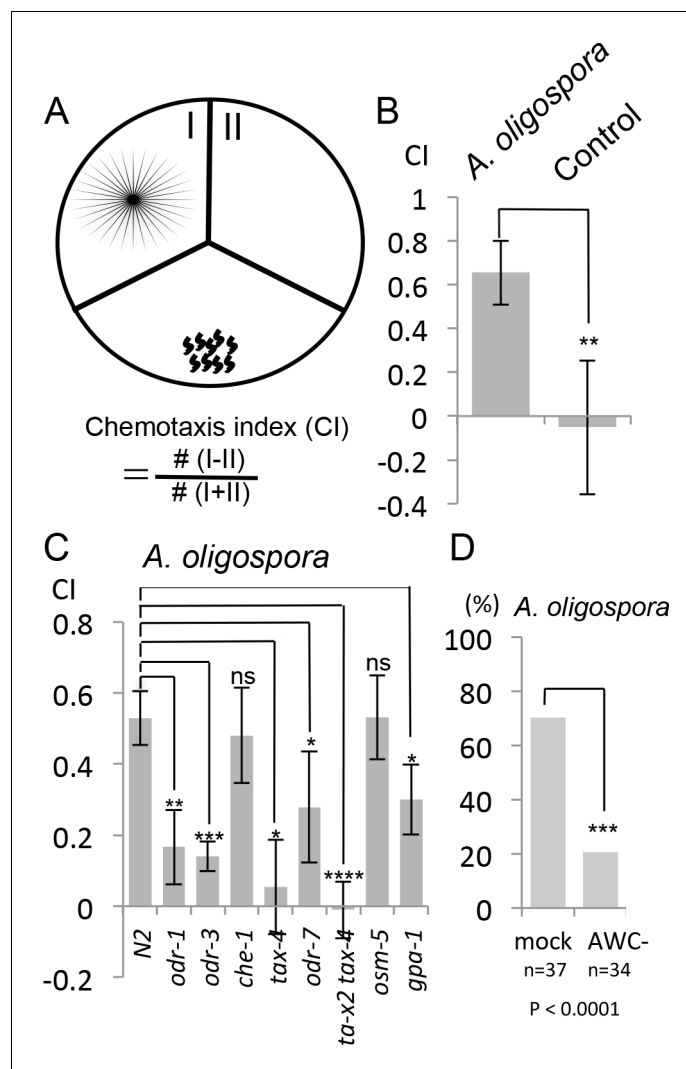 A
I II
Chemotaxis index (CI)
= # (I-II)
# (I+II)
B
CI
A. oligospora
Control
1
0.8
0.6
0.4
0.2
0
-0.2
-0.4
**
C
A. oligospora
CI
0.8
0.6
0.4
0.2
0
-0.2
** *** ns * * **** ns *
N2 odr-1 odr-3 che-1 tax-4 odr-7 ta-x2 tax-4 osm-5 gpa-1
D
(%) A. oligospora
100
80
60
40
20
0
***
mock AWC-
n=37 n=34
P < 0.0001